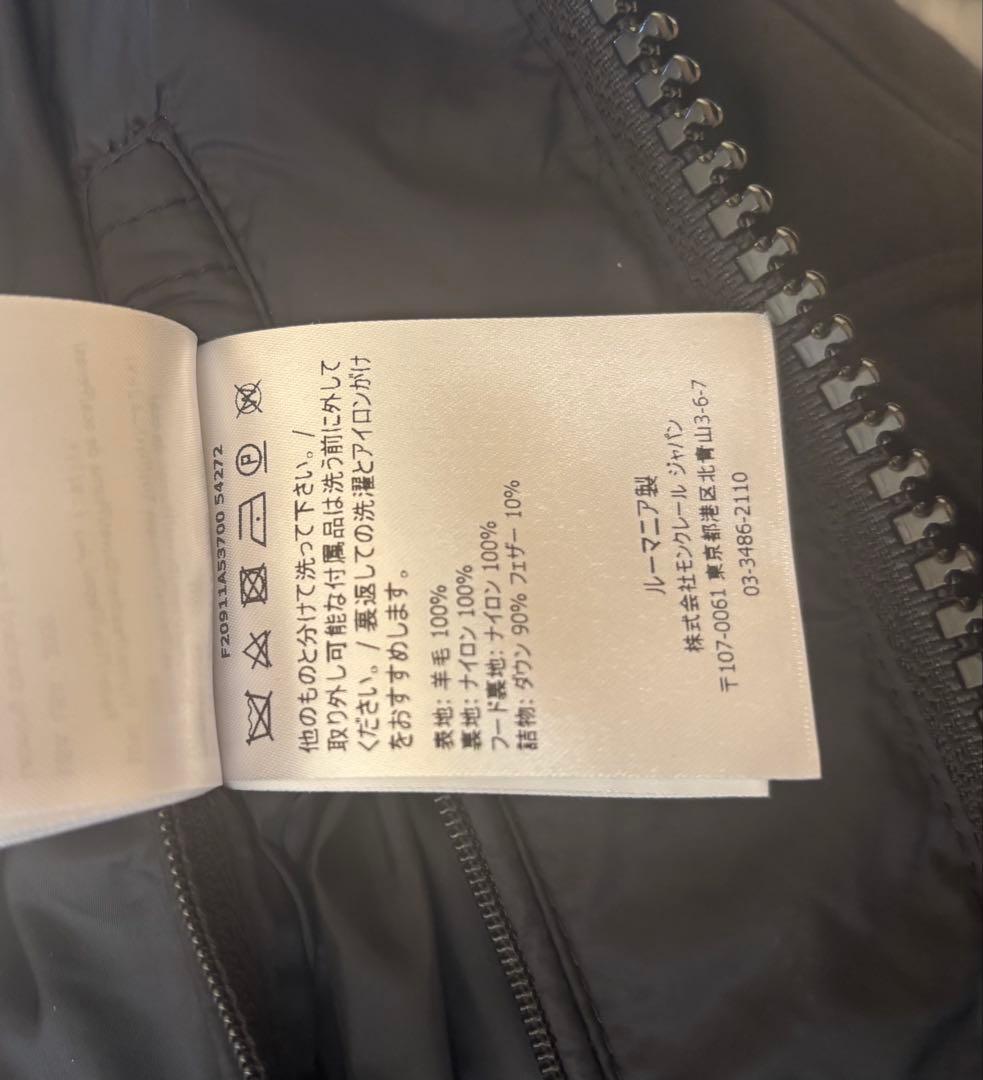 F20911A53700 54272
P
他のものと分けて洗って下さい。/
取り外し可能な付属品は洗う前に外して
ください。/ 裏返しての洗濯とアイロンがけ
をおすすめします。
表地: 羊毛 100%
裏地: ナイロン 100%
フード裏地: ナイロン 100%
詰物: ダウン 90% フェザー 10%
ルーマニア製
株式会社モンクレール ジャパン
〒107-0061 東京都港区北青山3-6-7
03-3486-2110